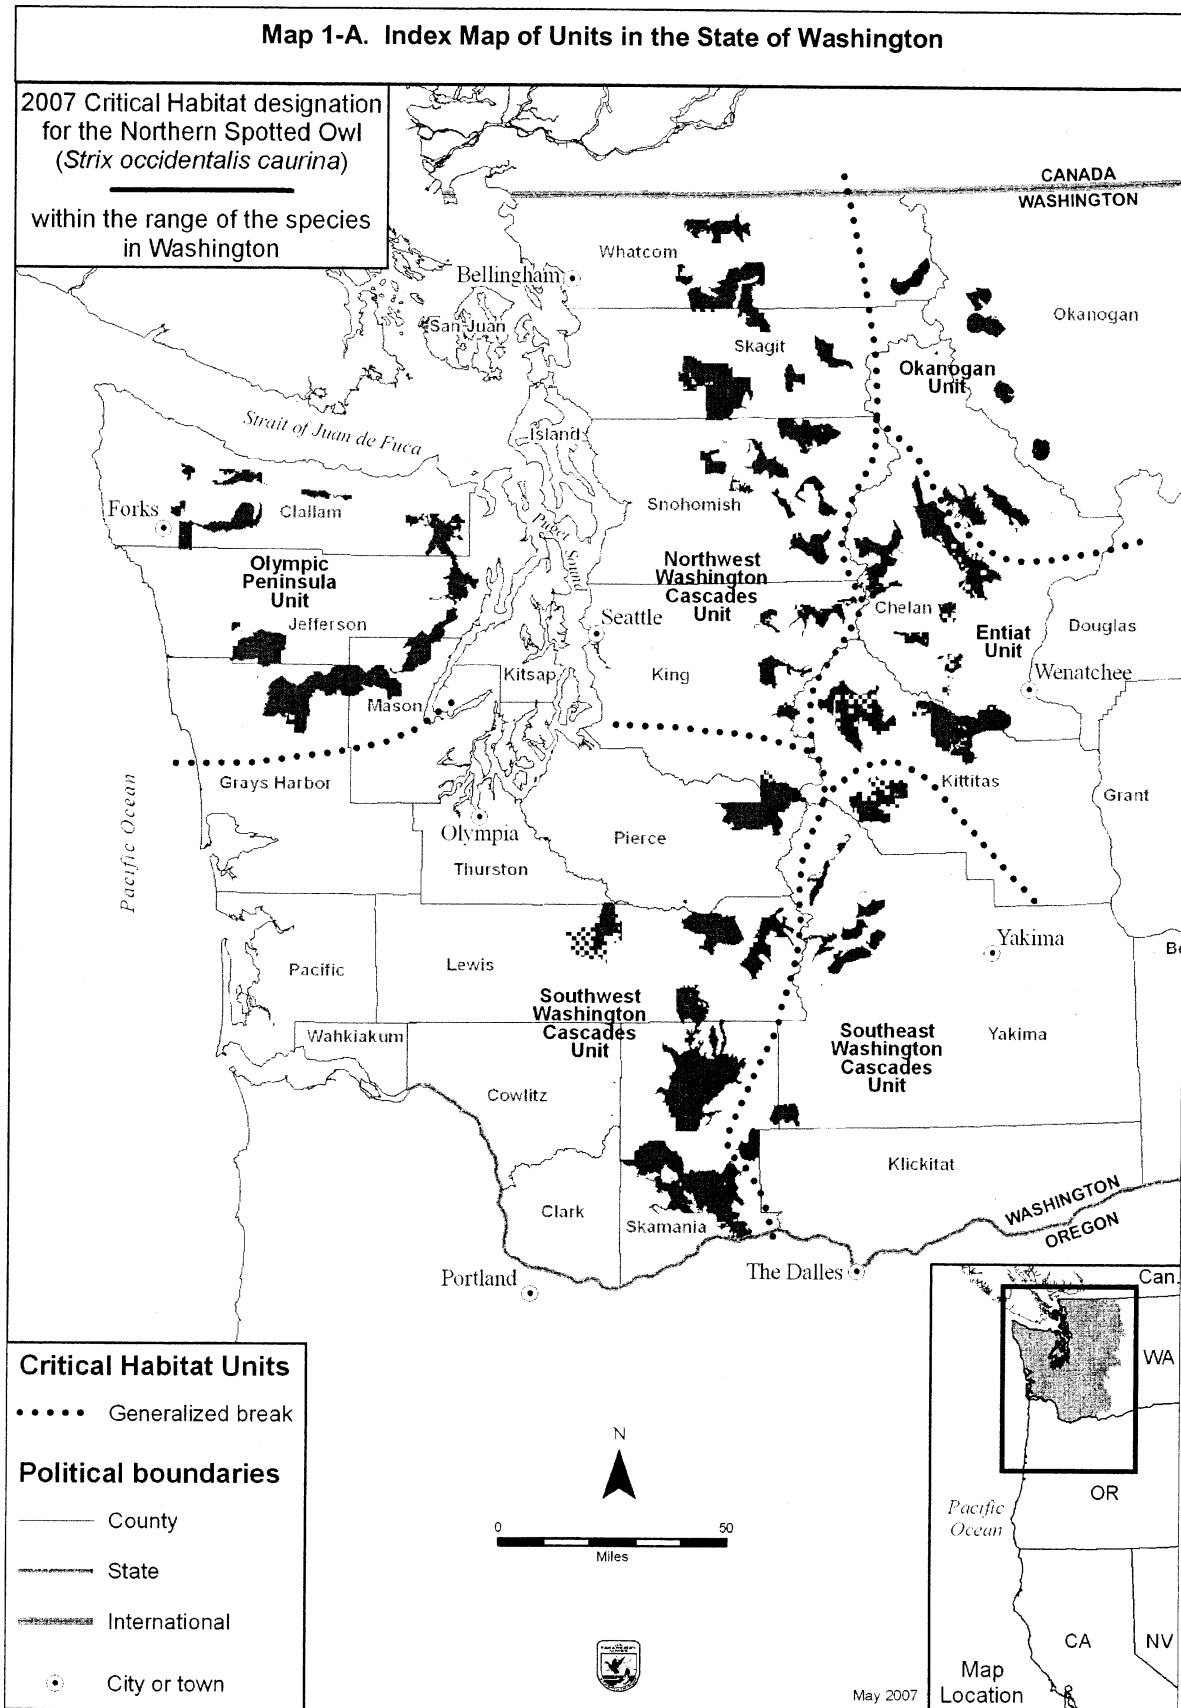 Map 1-A. Index Map of Units in the State of Washington
2007 Critical Habitat designation
for the Northern Spotted Owl
(Strix occidentalis caurina)
within the range of the species
in Washington
CANADA
WASHINGTON
Whatcom
Bellingham
San Juan
Okanogan
Skagit
Okanogan
Unit
Strait of Juan de Fuca
Island
Forks
Clallam
Snohomish
Puget Sound
Olympic
Peninsula
Unit
Northwest
Washington
Cascades
Unit
Jefferson
Seattle
Chelan
Entiat
Unit
Douglas
Kitsap
King
Wenatchee
Mason
Grays Harbor
Kittitas
Grant
Pacific Ocean
Olympia
Pierce
Thurston
Yakima
Be
Pacific
Lewis
Southwest
Washington
Cascades
Unit
Wahkiakum
Southeast
Washington
Cascades
Unit
Yakima
Cowlitz
Klickitat
Clark
Skamania
WASHINGTON
OREGON
Portland
The Dalles
Critical Habitat Units
Generalized break
Political boundaries
County
State
International
City or town
N
0 50
Miles
May 2007
Can.
WA
OR
Pacific
Ocean
CA
NV
Map
Location